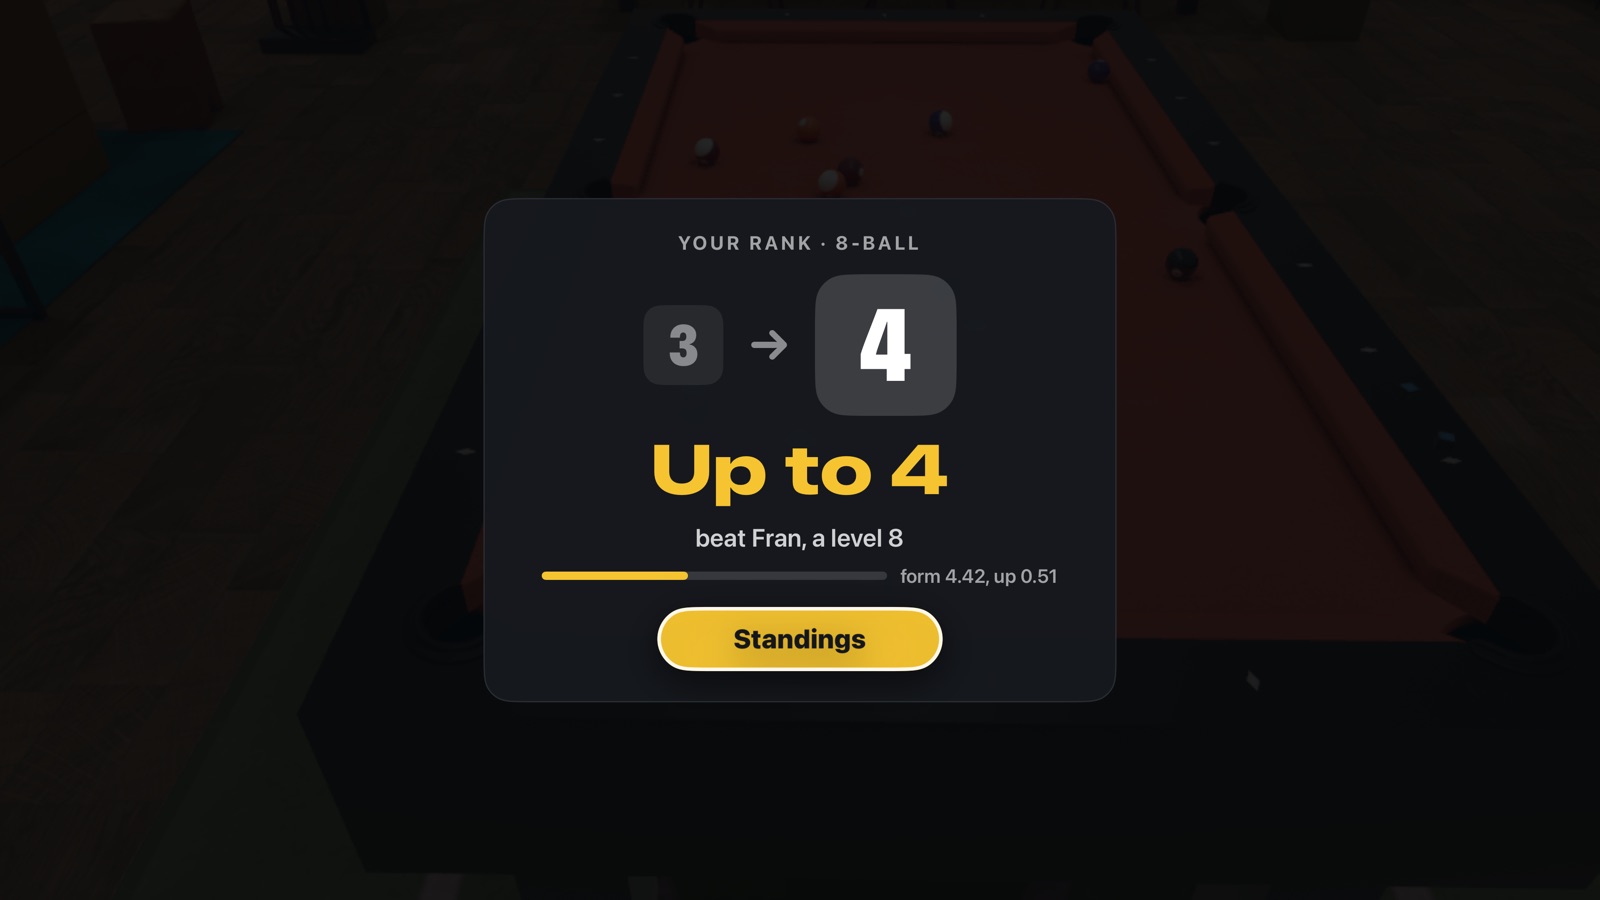 YOUR RANK · 8-BALL
3 → 4
Up to 4
beat Fran, a level 8
form 4.42, up 0.51
Standings